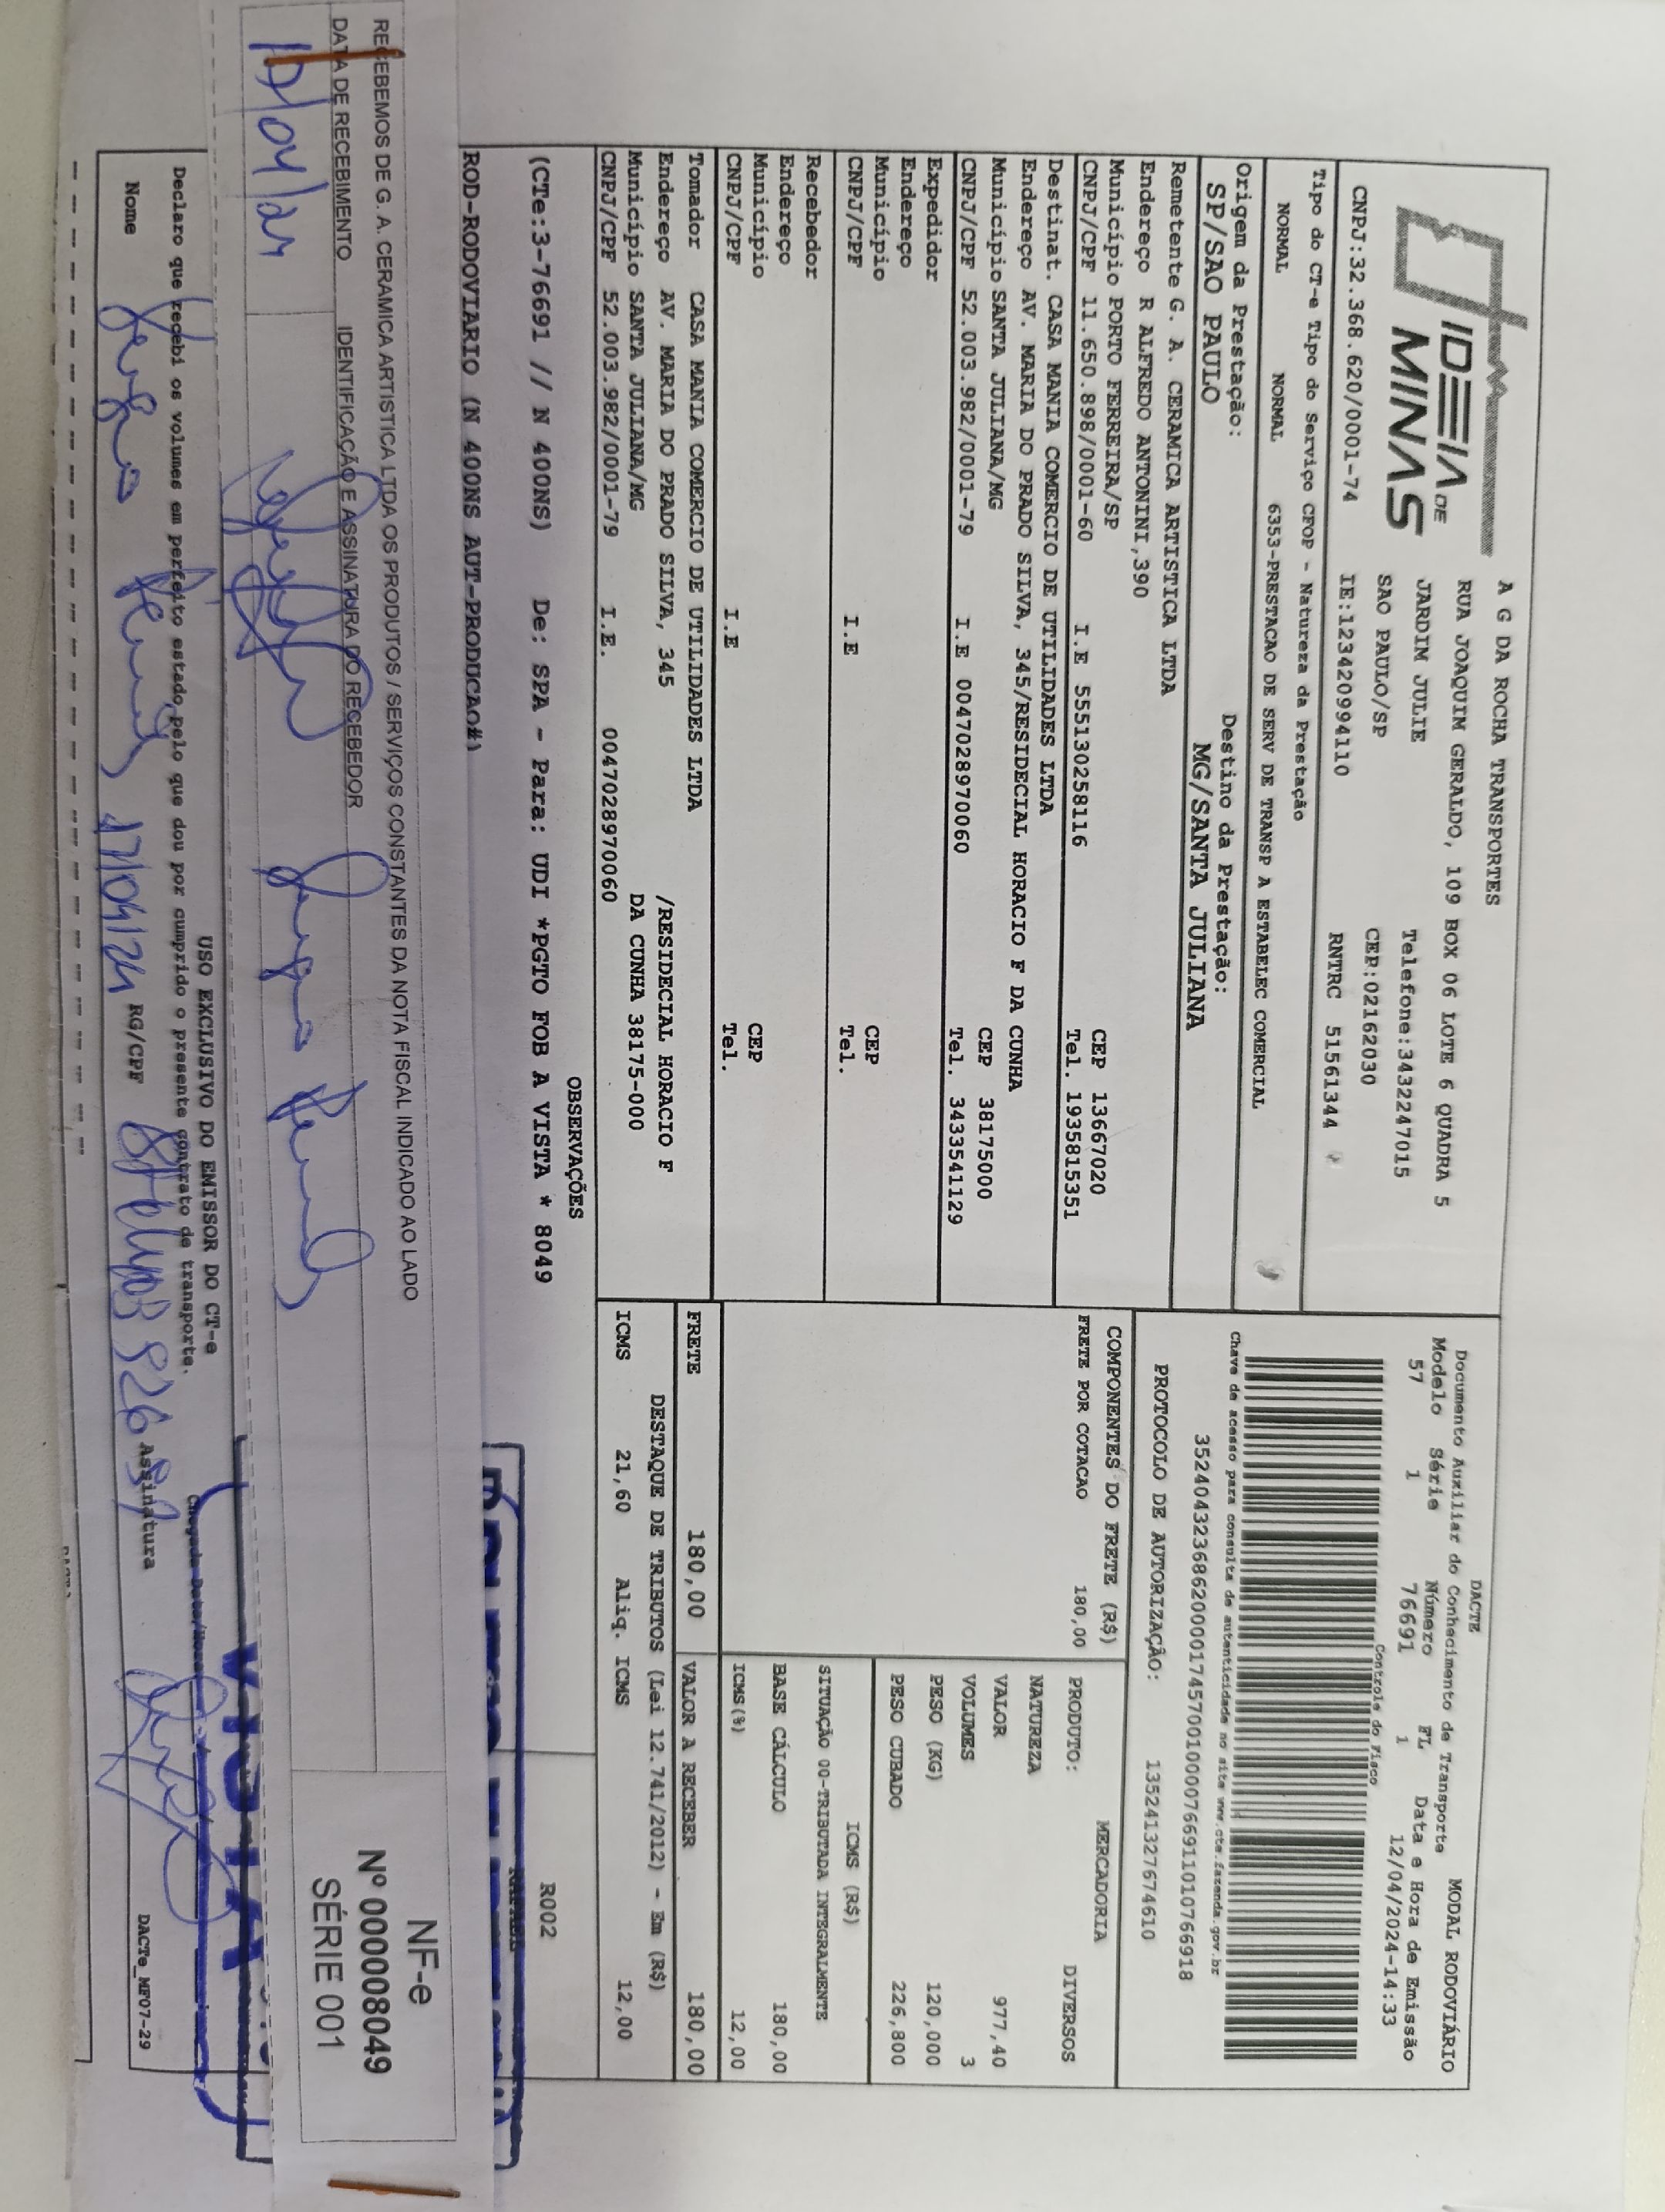 IDEIA DE
MINAS
A G DA ROCHA TRANSPORTES
RUA JOAQUIM GERALDO, 109 BOX 06 LOTE 6 QUADRA 5
JARDIM JULIE Telefone:3432247015
SAO PAULO/SP CEP:02162030
CNPJ:32.368.620/0001-74 IE:123420994110 RNTRC 51561344
Tipo do CT-e Tipo do Serviço CFOP - Natureza da Prestação
NORMAL NORMAL 6353-PRESTACAO DE SERV DE TRANSP A ESTABELEC COMERCIAL
Origem da Prestação: Destino da Prestação:
SP/SAO PAULO MG/SANTA JULIANA
Remetente G. A. CERAMICA ARTISTICA LTDA
Endereço R ALFREDO ANTONINI,390
Município PORTO FERREIRA/SP CEP 13667020
CNPJ/CPF 11.650.898/0001-60 I.E 555130258116 Tel. 1935815351
Destinat. CASA MANIA COMERCIO DE UTILIDADES LTDA
Endereço AV. MARIA DO PRADO SILVA, 345/RESIDECIAL HORACIO F DA CUNHA
Município SANTA JULIANA/MG CEP 38175000
CNPJ/CPF 52.003.982/0001-79 I.E 0047028970060 Tel. 3433541129
Expedidor
Endereço
Município CEP
CNPJ/CPF I.E Tel.
Recebedor
Endereço
Município CEP
CNPJ/CPF I.E Tel.
Tomador CASA MANIA COMERCIO DE UTILIDADES LTDA
Endereço AV. MARIA DO PRADO SILVA, 345 /RESIDECIAL HORACIO F
Município SANTA JULIANA/MG DA CUNHA 38175-000
CNPJ/CPF 52.003.982/0001-79 I.E. 0047028970060
DACTE
Documento Auxiliar do Conhecimento de Transporte MODAL RODOVIÁRIO
Modelo Série Número FL Data e Hora de Emissão
57 1 76691 1 12/04/2024-14:33
Controle do Fisco
Chave de acesso para consulta de autenticidade no site www.cte.fazenda.gov.br
35240432368620000174570010000766911010766918
PROTOCOLO DE AUTORIZAÇÃO: 135241327674610
COMPONENTES DO FRETE (R$)
FRETE POR COTACAO 180,00
MERCADORIA
PRODUTO: DIVERSOS
NATUREZA
VALOR 977,40
VOLUMES 3
PESO (KG) 120,000
PESO CUBADO 226,800
ICMS (R$)
SITUAÇÃO 00-TRIBUTADA INTEGRALMENTE
BASE CÁLCULO 180,00
ICMS(%) 12,00
FRETE 180,00 VALOR A RECEBER 180,00
DESTAQUE DE TRIBUTOS (Lei 12.741/2012) - Em (R$)
ICMS 21,60 Aliq. ICMS 12,00
OBSERVAÇÕES
(CTe:3-76691 // N 400NS) De: SPA - Para: UDI *PGTO FOB A VISTA * 8049
R002
ROD-RODOVIARIO (N 400NS AUT-PRODUCAO#)
RECEBEMOS DE G. A. CERAMICA ARTISTICA LTDA OS PRODUTOS / SERVIÇOS CONSTANTES DA NOTA FISCAL INDICADO AO LADO
DATA DE RECEBIMENTO IDENTIFICAÇÃO E ASSINATURA DO RECEBEDOR
17/04/24
NF-e
Nº 000008049
SÉRIE 001
USO EXCLUSIVO DO EMISSOR DO CT-e
Declaro que recebi os volumes em perfeito estado pelo que dou por cumprido o presente contrato de transporte.
Chegada Data/Hora
Nome 17/04/24 RG/CPF Assinatura
DACTe_MF07-29